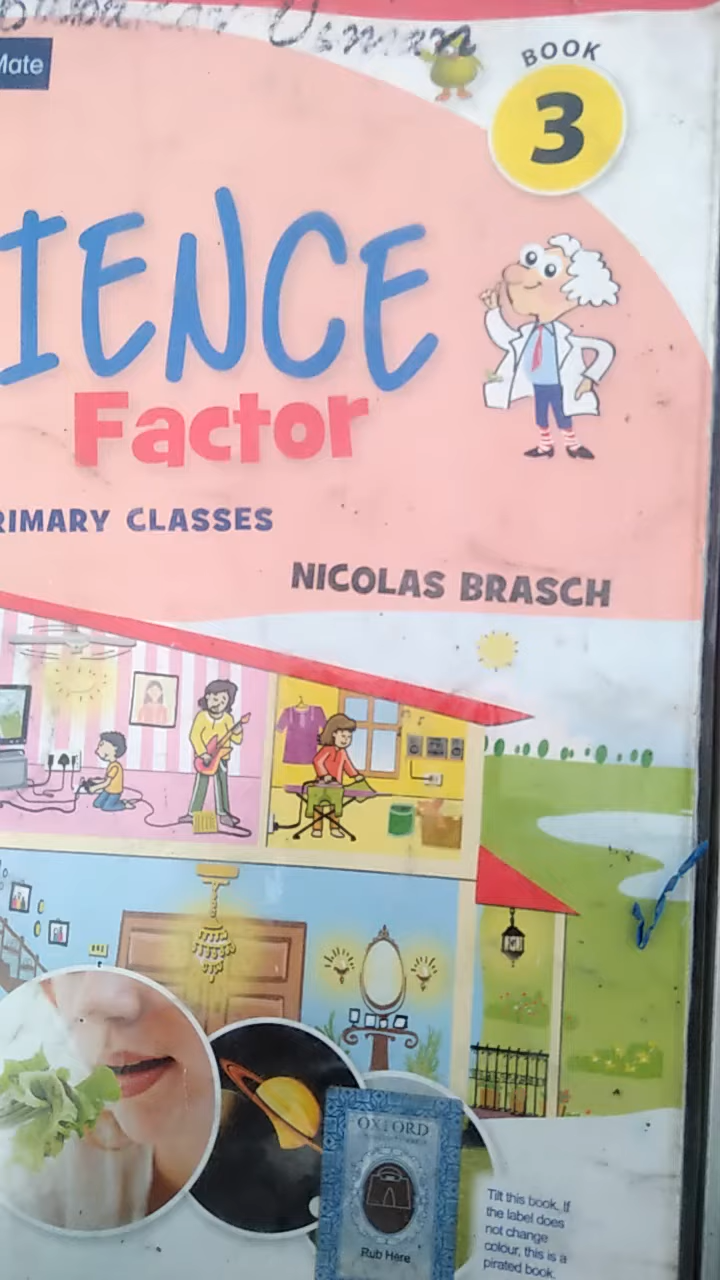 Usman
BOOK
3
Mate
IENCE
Factor
RIMARY CLASSES
NICOLAS BRASCH
OXFORD
Rub Here
Tilt this book. If
the label does
not change
colour, this is a
pirated book.